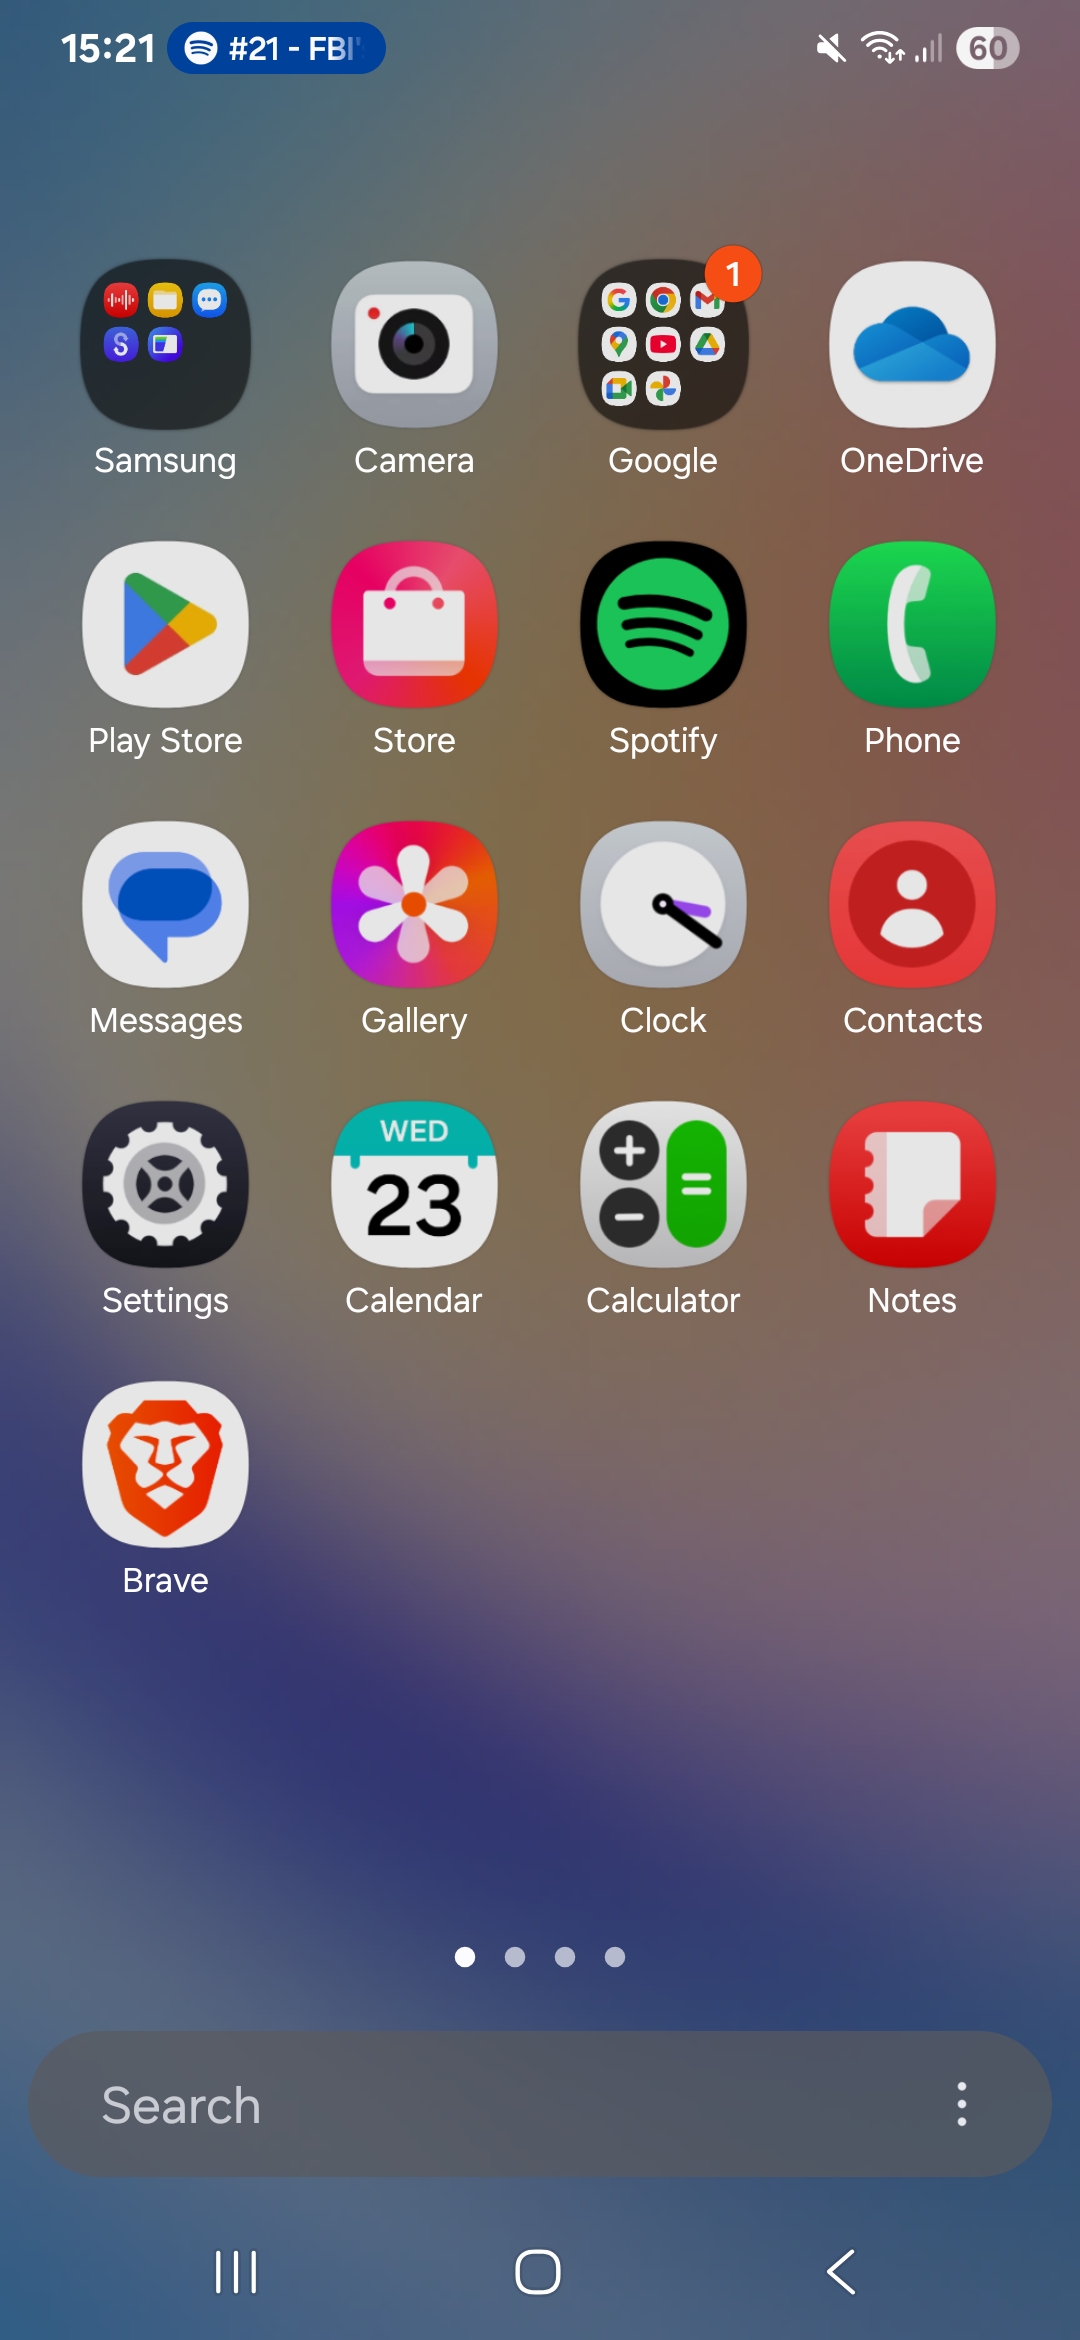 15:21 #21 - FBI' 60
1
Samsung Camera Google OneDrive
Play Store Store Spotify Phone
Messages Gallery Clock Contacts
WED
23
Settings Calendar Calculator Notes
Brave
Search